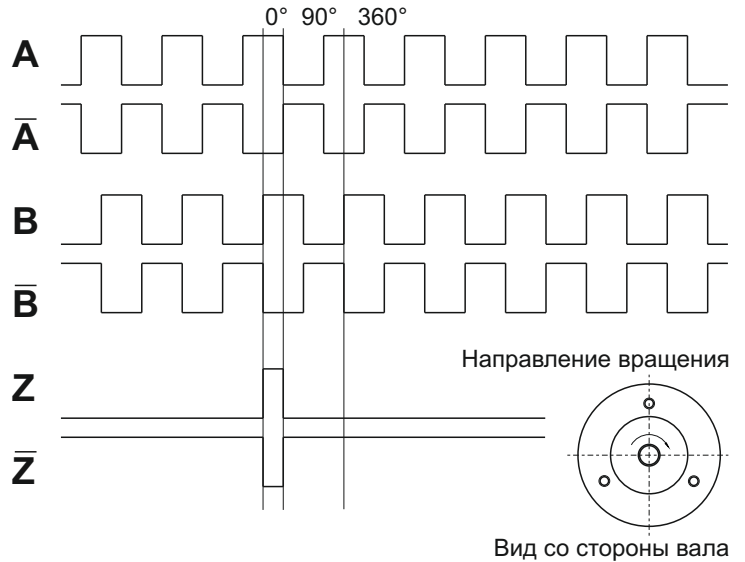 0° 90° 360°
A
A̅
B
B̅
Z
Z̅
Направление вращения
Вид со стороны вала